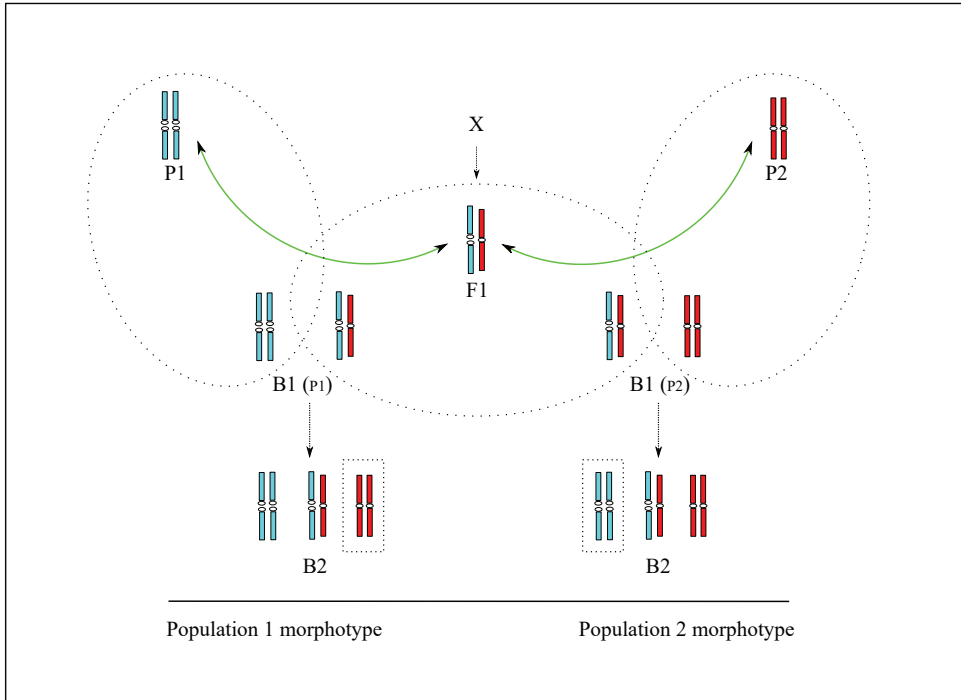 X
P1
P2
F1
B1 (P1)
B1 (P2)
B2
B2
Population 1 morphotype
Population 2 morphotype